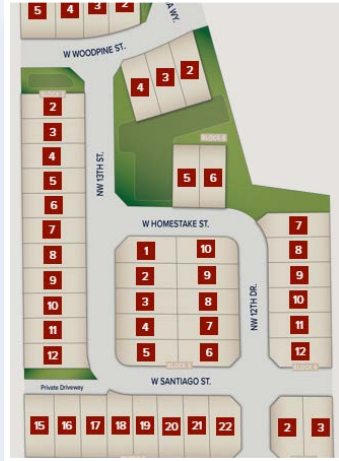 5 4 3 2
A WY.
W WOODPINE ST.
4 3 2
2
3
4
5
6
7
8
9
10
11
12
NW 13TH ST.
5 6
W HOMESTAKE ST.
1 10
2 9
3 8
4 7
5 6
NW 12TH DR.
7
8
9
10
11
12
Private Driveway
W SANTIAGO ST.
15 16 17 18 19 20 21 22
2 3